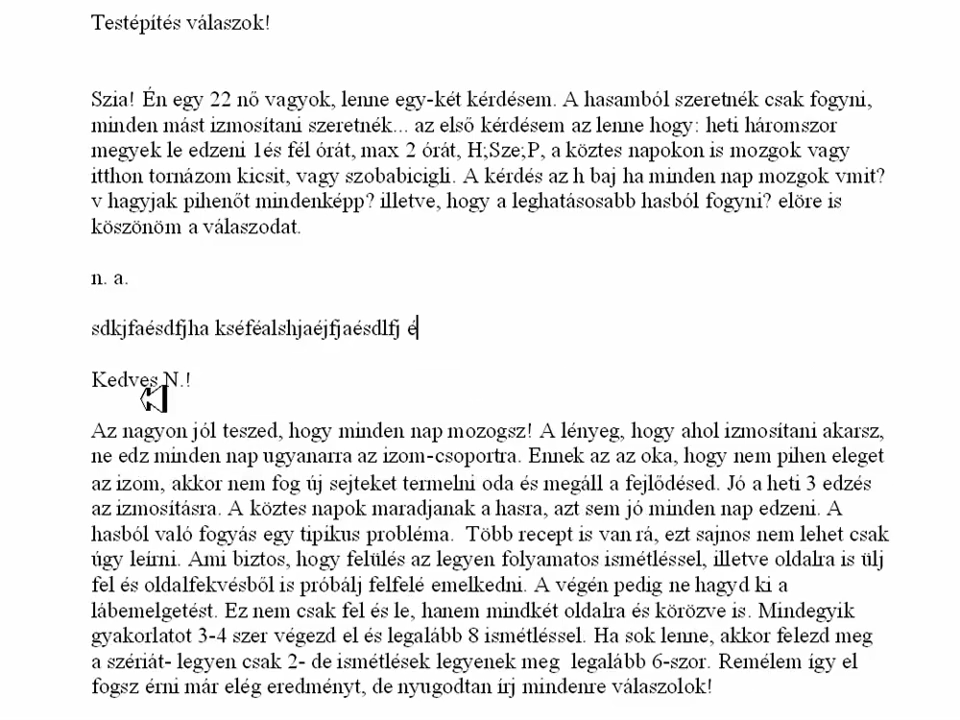 Testépítés válaszok!
Szia! Én egy 22 nő vagyok, lenne egy-két kérdésem. A hasamból szeretnék csak fogyni,
minden mást izmosítani szeretnék... az első kérdésem az lenne hogy: heti háromszor
megyek le edzeni 1és fél órát, max 2 órát, H;Sze;P, a köztes napokon is mozgok vagy
itthon tornázom kicsit, vagy szobabicigli. A kérdés az h baj ha minden nap mozgok vmit?
v hagyjak pihenőt mindenképp? illetve, hogy a leghatásosabb hasból fogyni? elöre is
köszönöm a válaszodat.
n. a.
sdkjfaésdfjha kséféalshjaéjfjaésdlfj é
Kedves N.!
Az nagyon jól teszed, hogy minden nap mozogsz! A lényeg, hogy ahol izmosítani akarsz,
ne edz minden nap ugyanarra az izom-csoportra. Ennek az az oka, hogy nem pihen eleget
az izom, akkor nem fog új sejteket termelni oda és megáll a fejlődésed. Jó a heti 3 edzés
az izmosításra. A köztes napok maradjanak a hasra, azt sem jó minden nap edzeni. A
hasból való fogyás egy tipikus probléma.  Több recept is van rá, ezt sajnos nem lehet csak
úgy leírni. Ami biztos, hogy felülés az legyen folyamatos ismétléssel, illetve oldalra is ülj
fel és oldalfekvésből is próbálj felfelé emelkedni. A végén pedig ne hagyd ki a
lábemelgetést. Ez nem csak fel és le, hanem mindkét oldalra és körözve is. Mindegyik
gyakorlatot 3-4 szer végezd el és legalább 8 ismétléssel. Ha sok lenne, akkor felezd meg
a szériát- legyen csak 2- de ismétlések legyenek meg  legalább 6-szor. Remélem így el
fogsz érni már elég eredményt, de nyugodtan írj mindenre válaszolok!